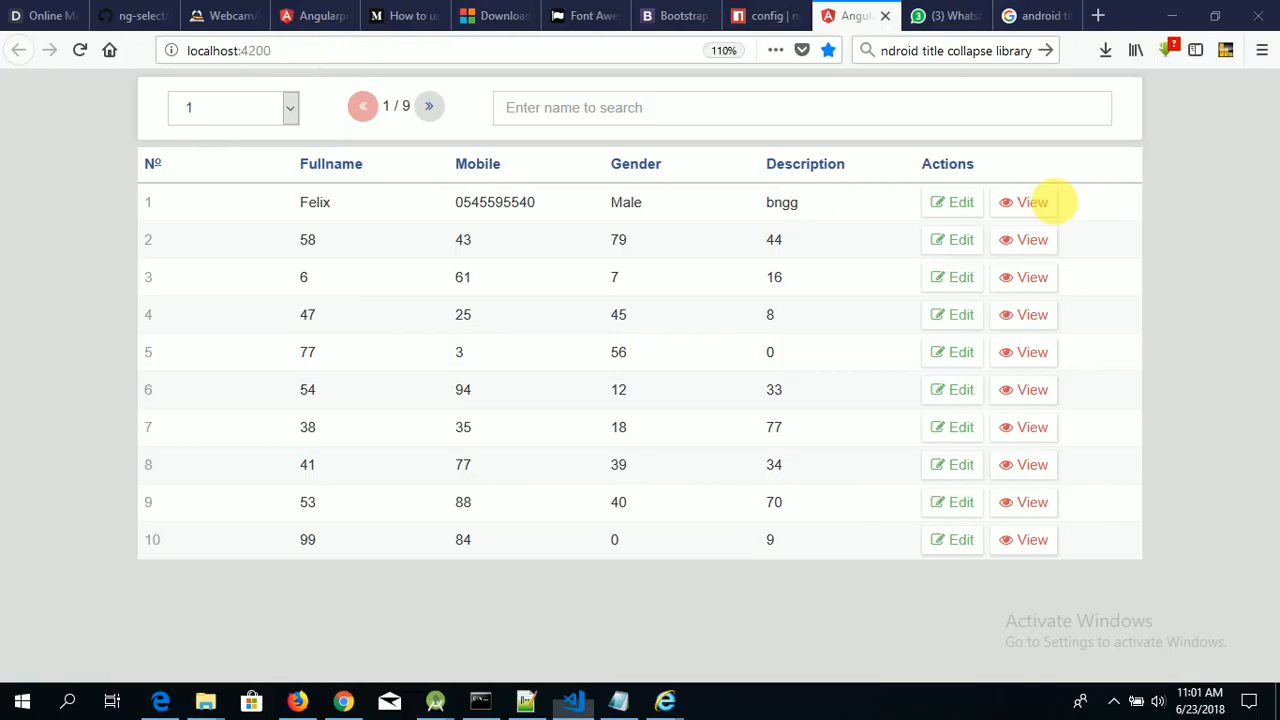 Online Ma
ng-select/
Webcam/
Angularpr
How to us
Download
Font Awe
Bootstrap
config | n
Angul
(3) Whats
android tit
localhost:4200
110%
ndroid title collapse library
?
1
1 / 9
Enter name to search
Nº Fullname Mobile Gender Description Actions
1 Felix 0545595540 Male bngg Edit View
2 58 43 79 44 Edit View
3 6 61 7 16 Edit View
4 47 25 45 8 Edit View
5 77 3 56 0 Edit View
6 54 94 12 33 Edit View
7 38 35 18 77 Edit View
8 41 77 39 34 Edit View
9 53 88 40 70 Edit View
10 99 84 0 9 Edit View
Activate Windows
Go to Settings to activate Windows.
11:01 AM
6/23/2018